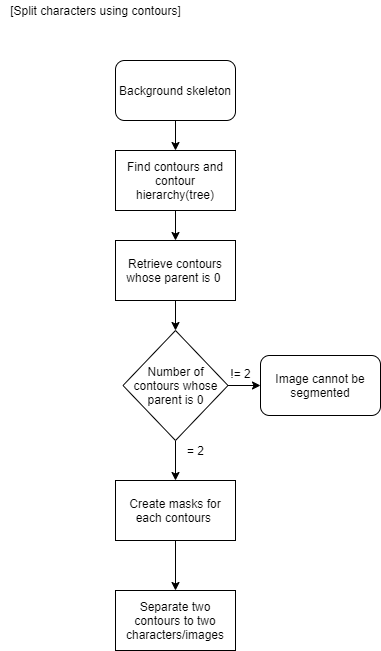 [Split characters using contours]
Background skeleton
Find contours and
contour
hierarchy(tree)
Retrieve contours
whose parent is 0
Number of
contours whose
parent is 0
!= 2
Image cannot be
segmented
= 2
Create masks for
each contours
Separate two
contours to two
characters/images